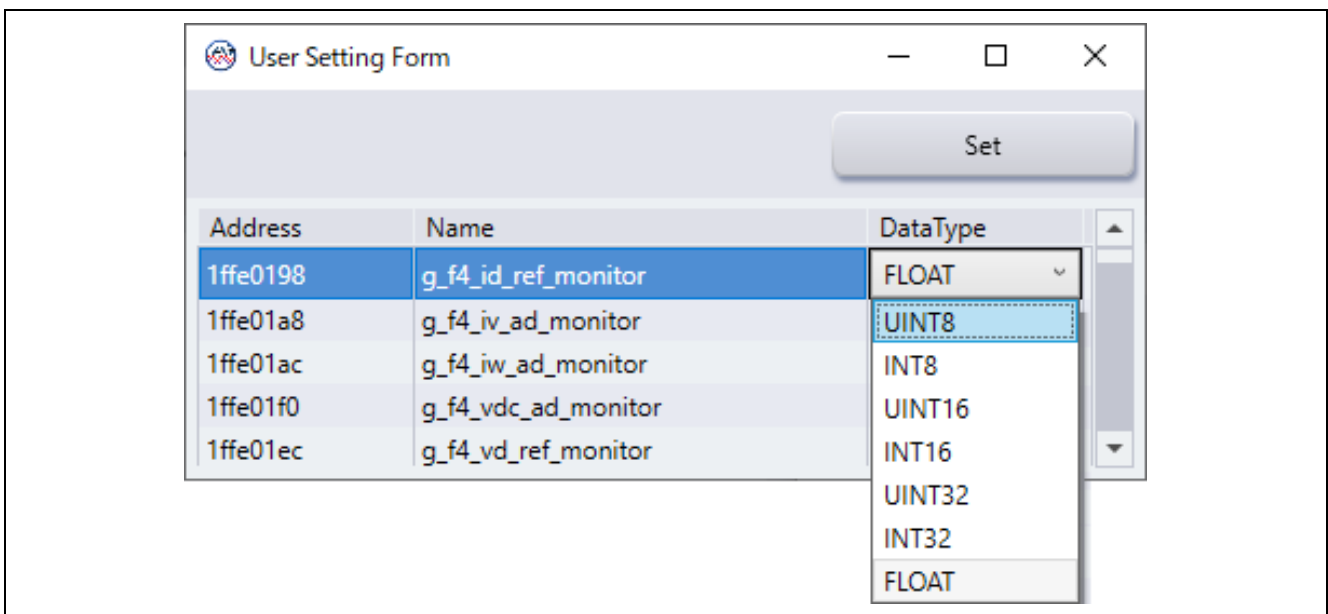 User Setting Form
Set
Address Name DataType
1ffe0198 g_f4_id_ref_monitor FLOAT
1ffe01a8 g_f4_iv_ad_monitor UINT8
1ffe01ac g_f4_iw_ad_monitor INT8
1ffe01f0 g_f4_vdc_ad_monitor UINT16
1ffe01ec g_f4_vd_ref_monitor INT16
UINT32
INT32
FLOAT